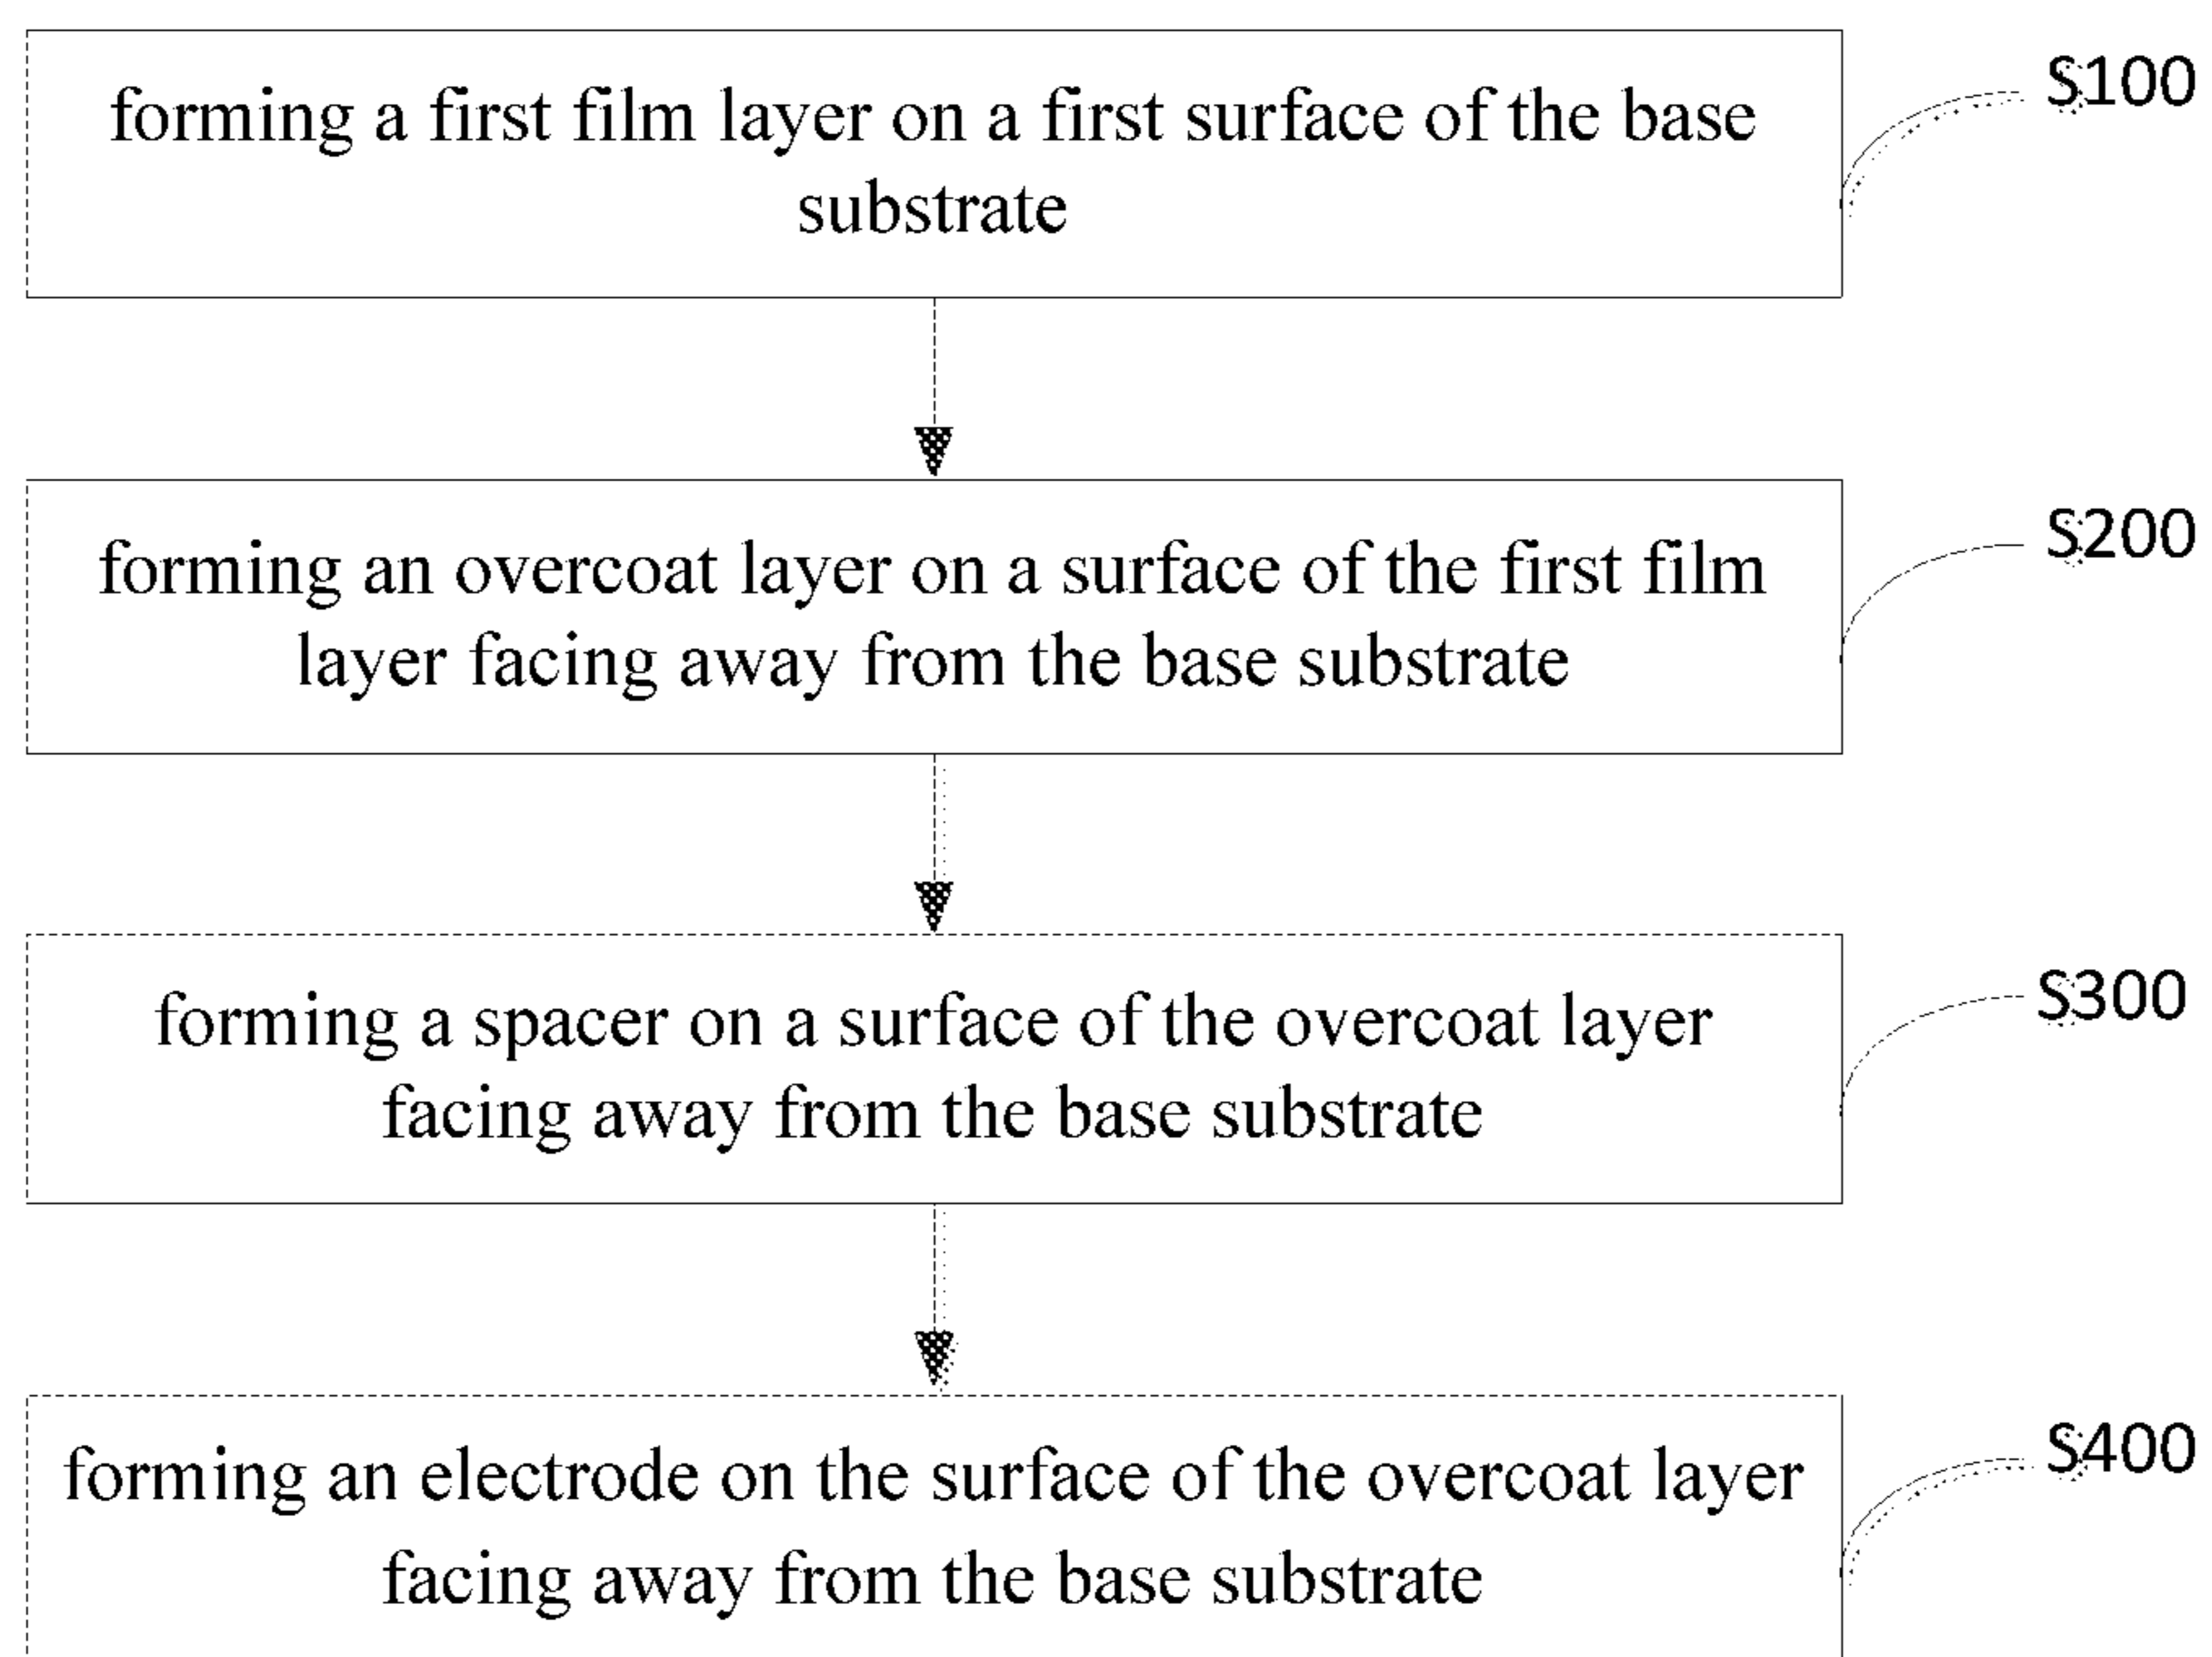 forming a first film layer on a first surface of the base
substrate
S100
forming an overcoat layer on a surface of the first film
layer facing away from the base substrate
S200
forming a spacer on a surface of the overcoat layer
facing away from the base substrate
S300
forming an electrode on the surface of the overcoat layer
facing away from the base substrate
S400